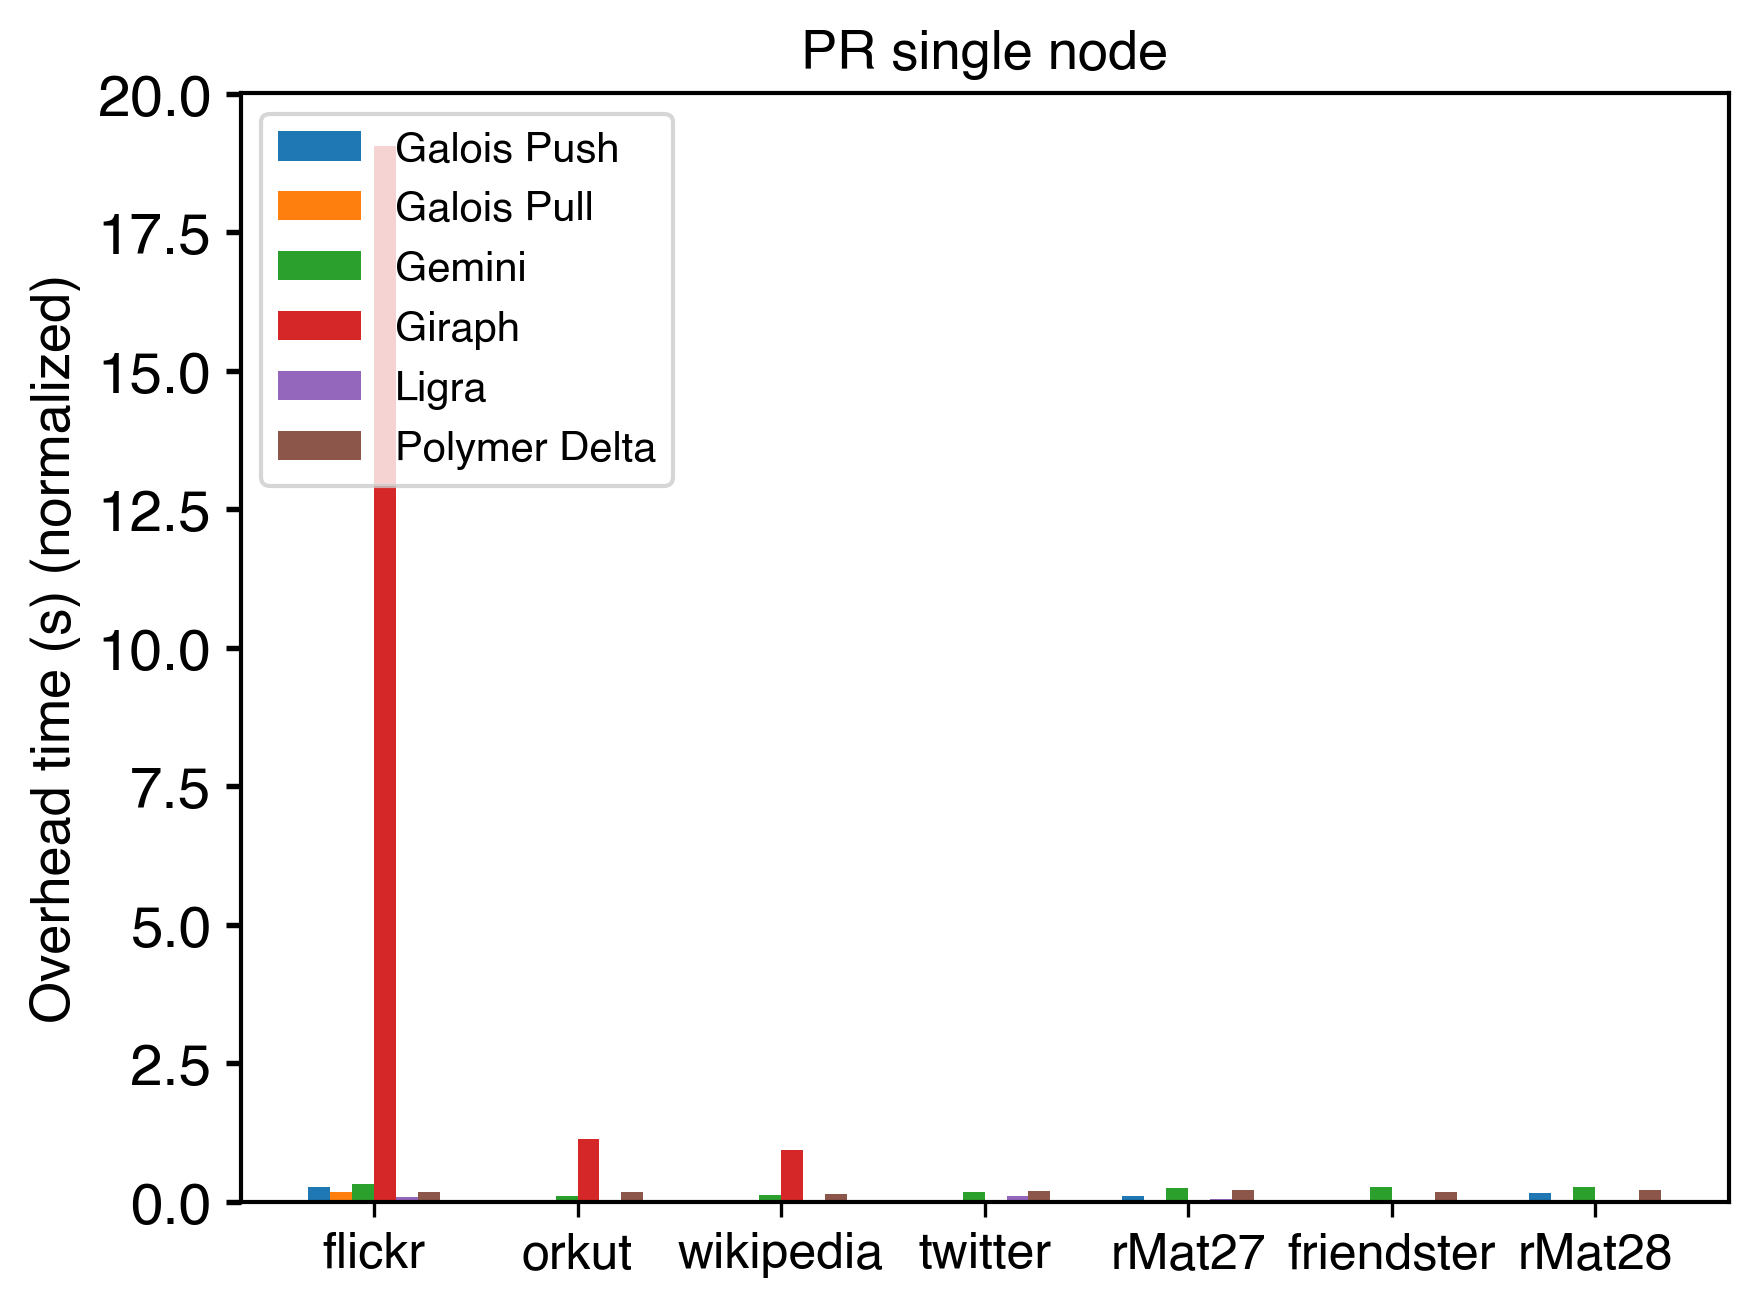 PR single node
Overhead time (s) (normalized)
20.0
17.5
15.0
12.5
10.0
7.5
5.0
2.5
0.0
Galois Push
Galois Pull
Gemini
Giraph
Ligra
Polymer Delta
flickr
orkut
wikipedia
twitter
rMat27
friendster
rMat28